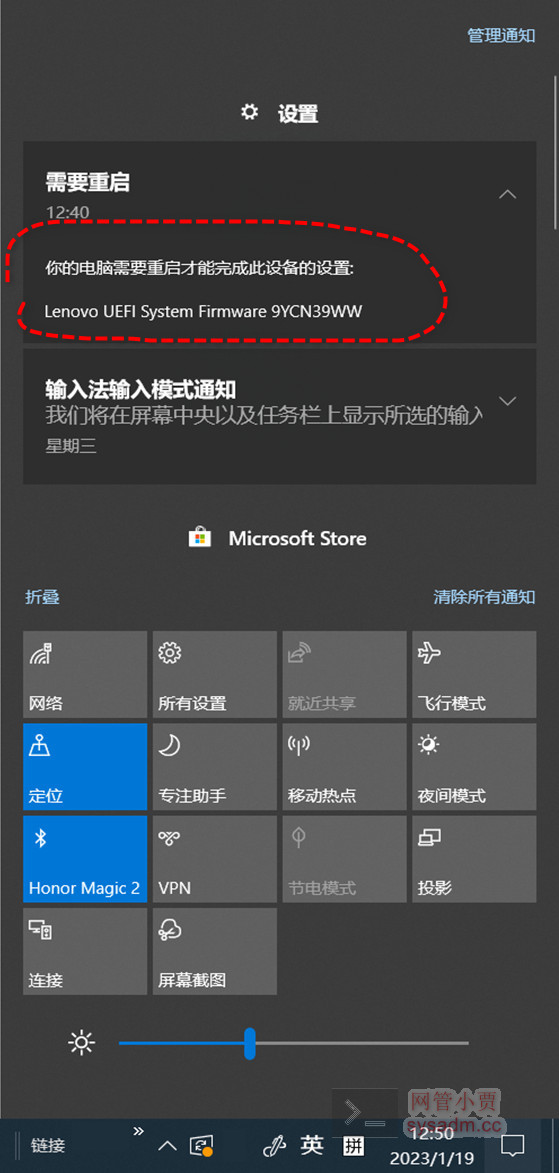 管理通知
设置
需要重启
12:40
你的电脑需要重启才能完成此设备的设置:
Lenovo UEFI System Firmware 9YCN39WW
输入法输入模式通知
我们将在屏幕中央以及任务栏上显示所选的输入
星期三
Microsoft Store
折叠
清除所有通知
网络
所有设置
就近共享
飞行模式
定位
专注助手
移动热点
夜间模式
Honor Magic 2
VPN
节电模式
投影
连接
屏幕截图
网管小贾
sysadm.cc
链接
英
拼
12:50
2023/1/19